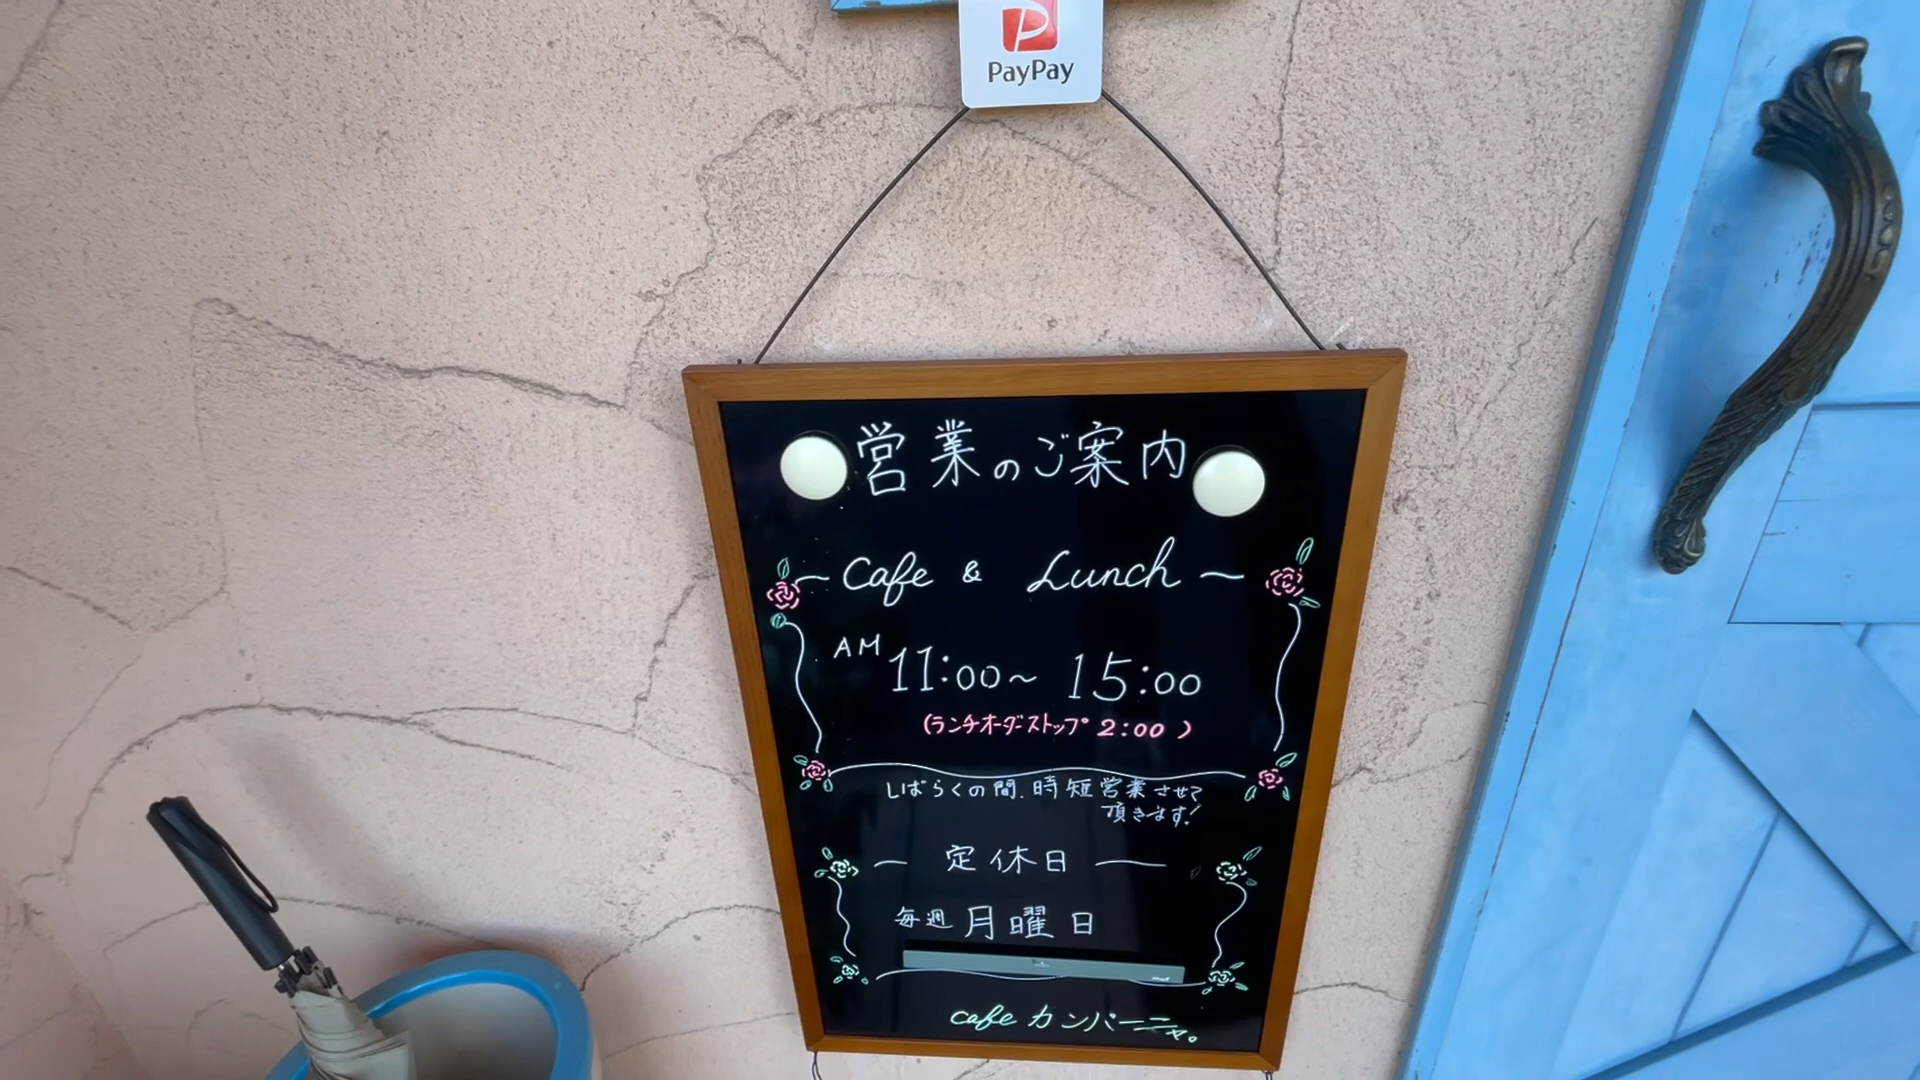 PayPay
営業のご案内
Cafe & Lunch
AM 11:00~ 15:00
(ランチオーダーストップ 2:00)
しばらくの間、時短営業させて
頂きます!
定休日
毎週月曜日
cafe カンパーニャ。